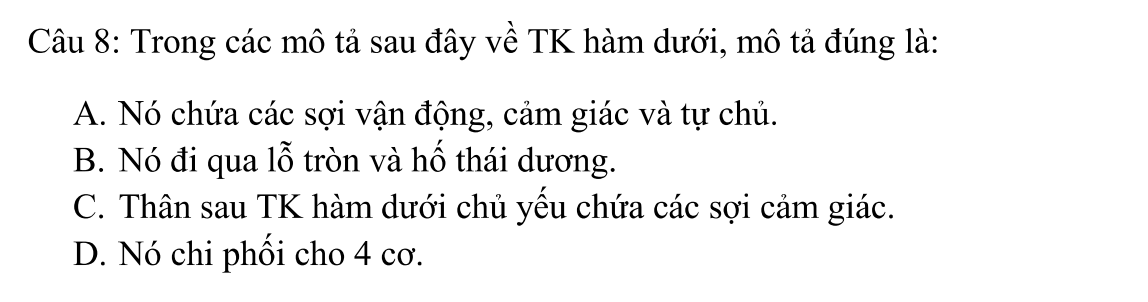 Câu 8: Trong các mô tả sau đây về TK hàm dưới, mô tả đúng là:
A. Nó chứa các sợi vận động, cảm giác và tự chủ.
B. Nó đi qua lỗ tròn và hố thái dương.
C. Thân sau TK hàm dưới chủ yếu chứa các sợi cảm giác.
D. Nó chi phối cho 4 cơ.